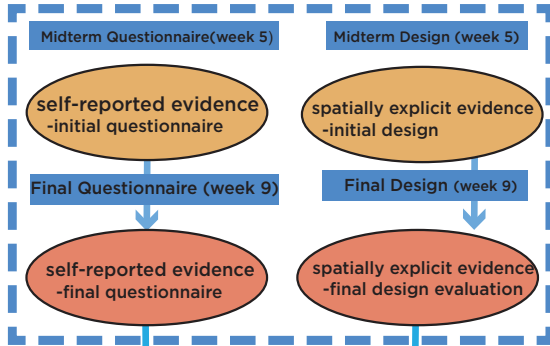 Midterm Questionnaire(week 5)
self-reported evidence
-initial questionnaire
Final Questionnaire (week 9)
self-reported evidence
-final questionnaire
Midterm Design (week 5)
spatially explicit evidence
-initial design
Final Design (week 9)
spatially explicit evidence
-final design evaluation